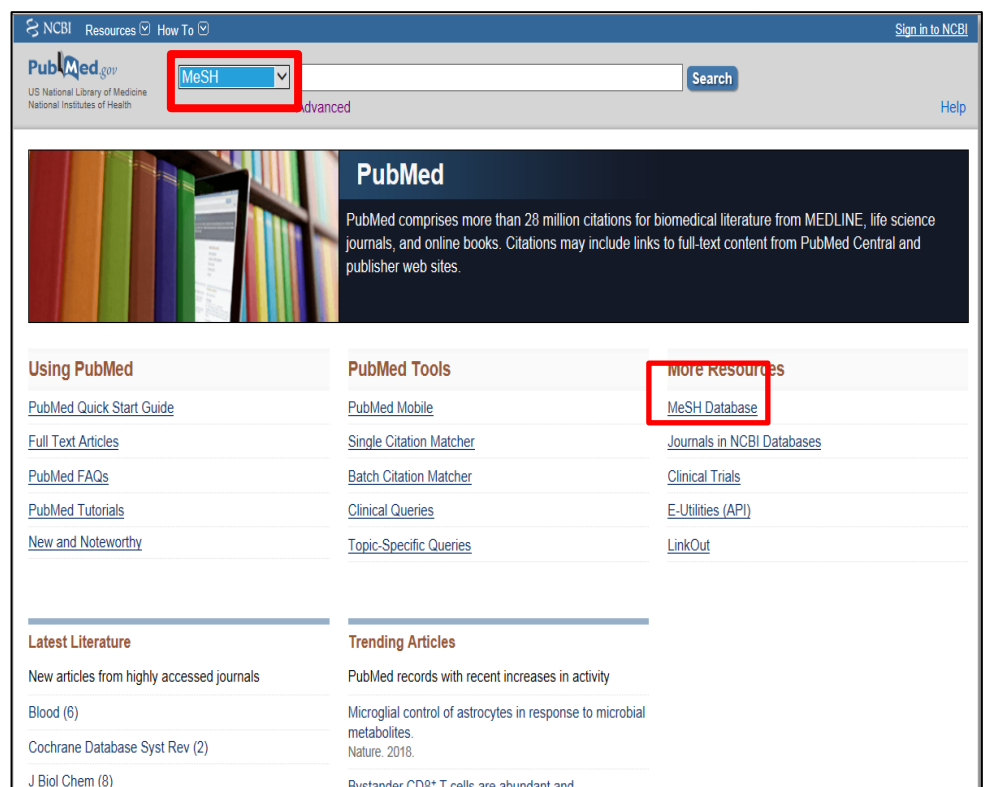 NCBI Resources How To Sign in to NCBI
PubMed.gov
US National Library of Medicine
National Institutes of Health
MeSH
Search
Advanced
Help
PubMed
PubMed comprises more than 28 million citations for biomedical literature from MEDLINE, life science
journals, and online books. Citations may include links to full-text content from PubMed Central and
publisher web sites.
Using PubMed
PubMed Quick Start Guide
Full Text Articles
PubMed FAQs
PubMed Tutorials
New and Noteworthy
PubMed Tools
PubMed Mobile
Single Citation Matcher
Batch Citation Matcher
Clinical Queries
Topic-Specific Queries
More Resources
MeSH Database
Journals in NCBI Databases
Clinical Trials
E-Utilities (API)
LinkOut
Latest Literature
New articles from highly accessed journals
Blood (6)
Cochrane Database Syst Rev (2)
J Biol Chem (8)
Trending Articles
PubMed records with recent increases in activity
Microglial control of astrocytes in response to microbial
metabolites.
Nature. 2018.
Bystander CD8⁺ T cells are abundant and